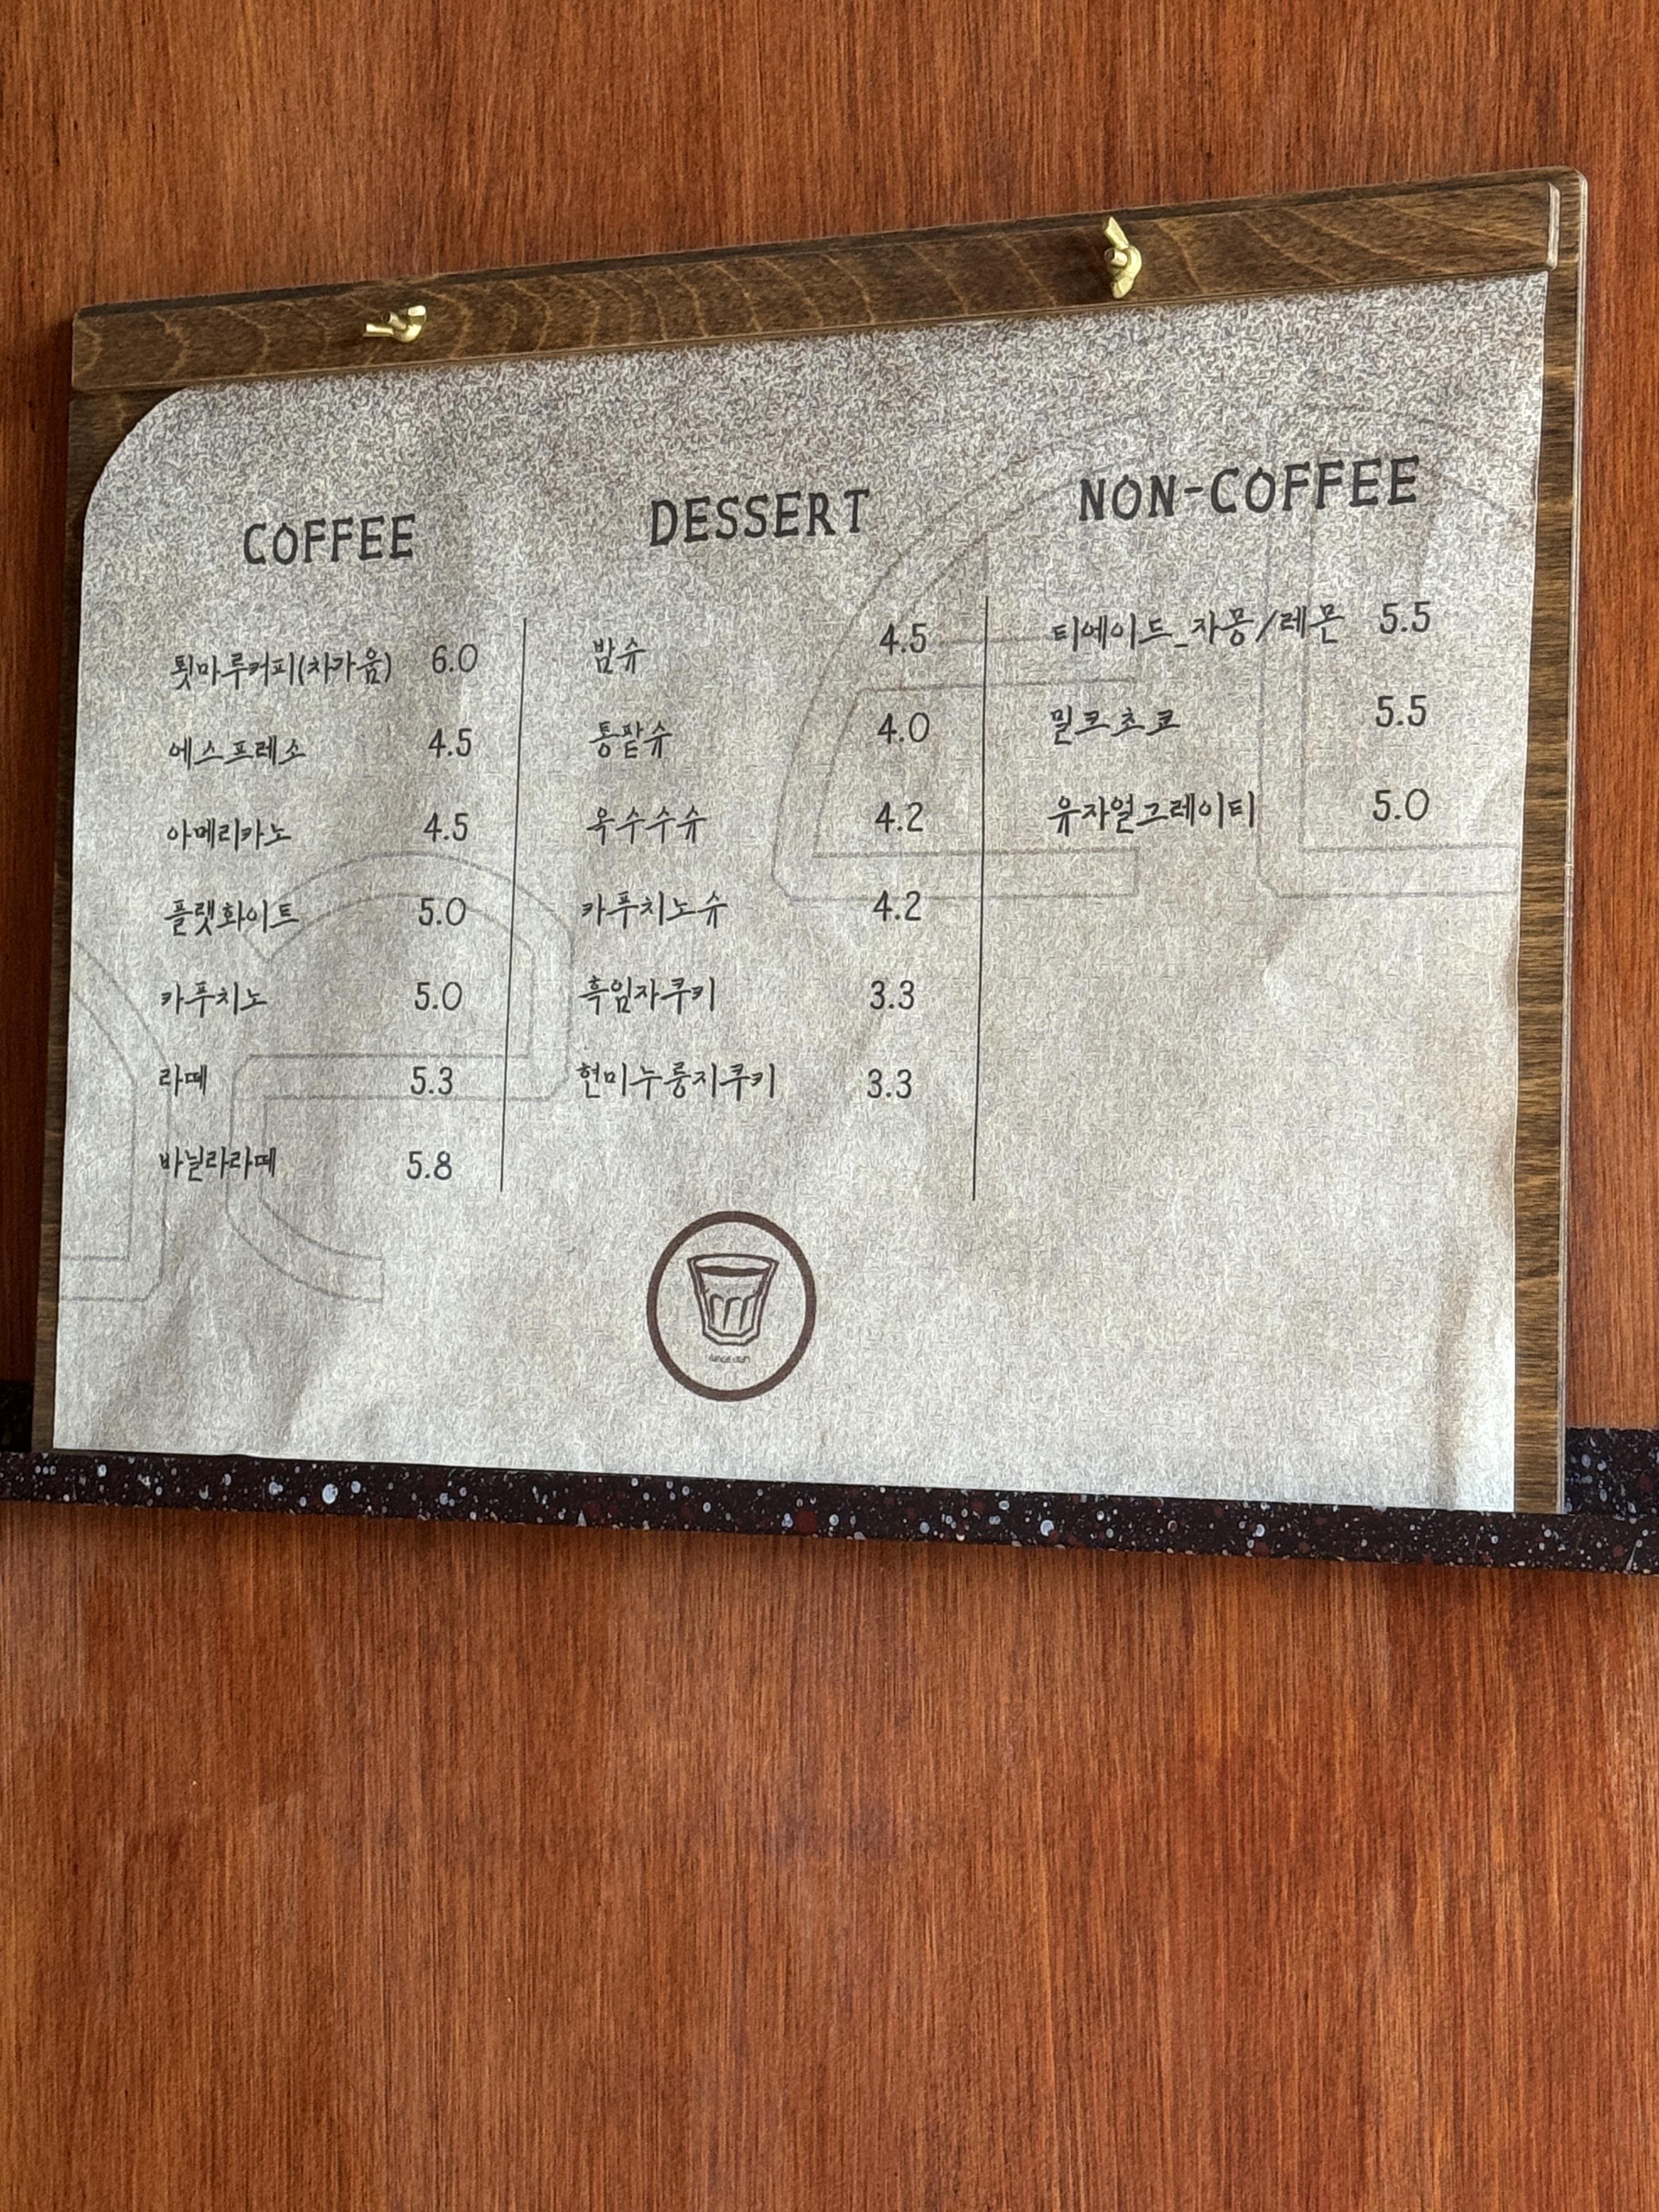 COFFEE
툇마루커피(차가움) 6.0
에스프레소 4.5
아메리카노 4.5
플랫화이트 5.0
카푸치노 5.0
라떼 5.3
바닐라라떼 5.8
DESSERT
밤슈 4.5
통팥슈 4.0
옥수수슈 4.2
카푸치노슈 4.2
흑임자쿠키 3.3
현미누룽지쿠키 3.3
NON-COFFEE
티에이드_자몽/레몬 5.5
밀크초코 5.5
유자얼그레이티 5.0